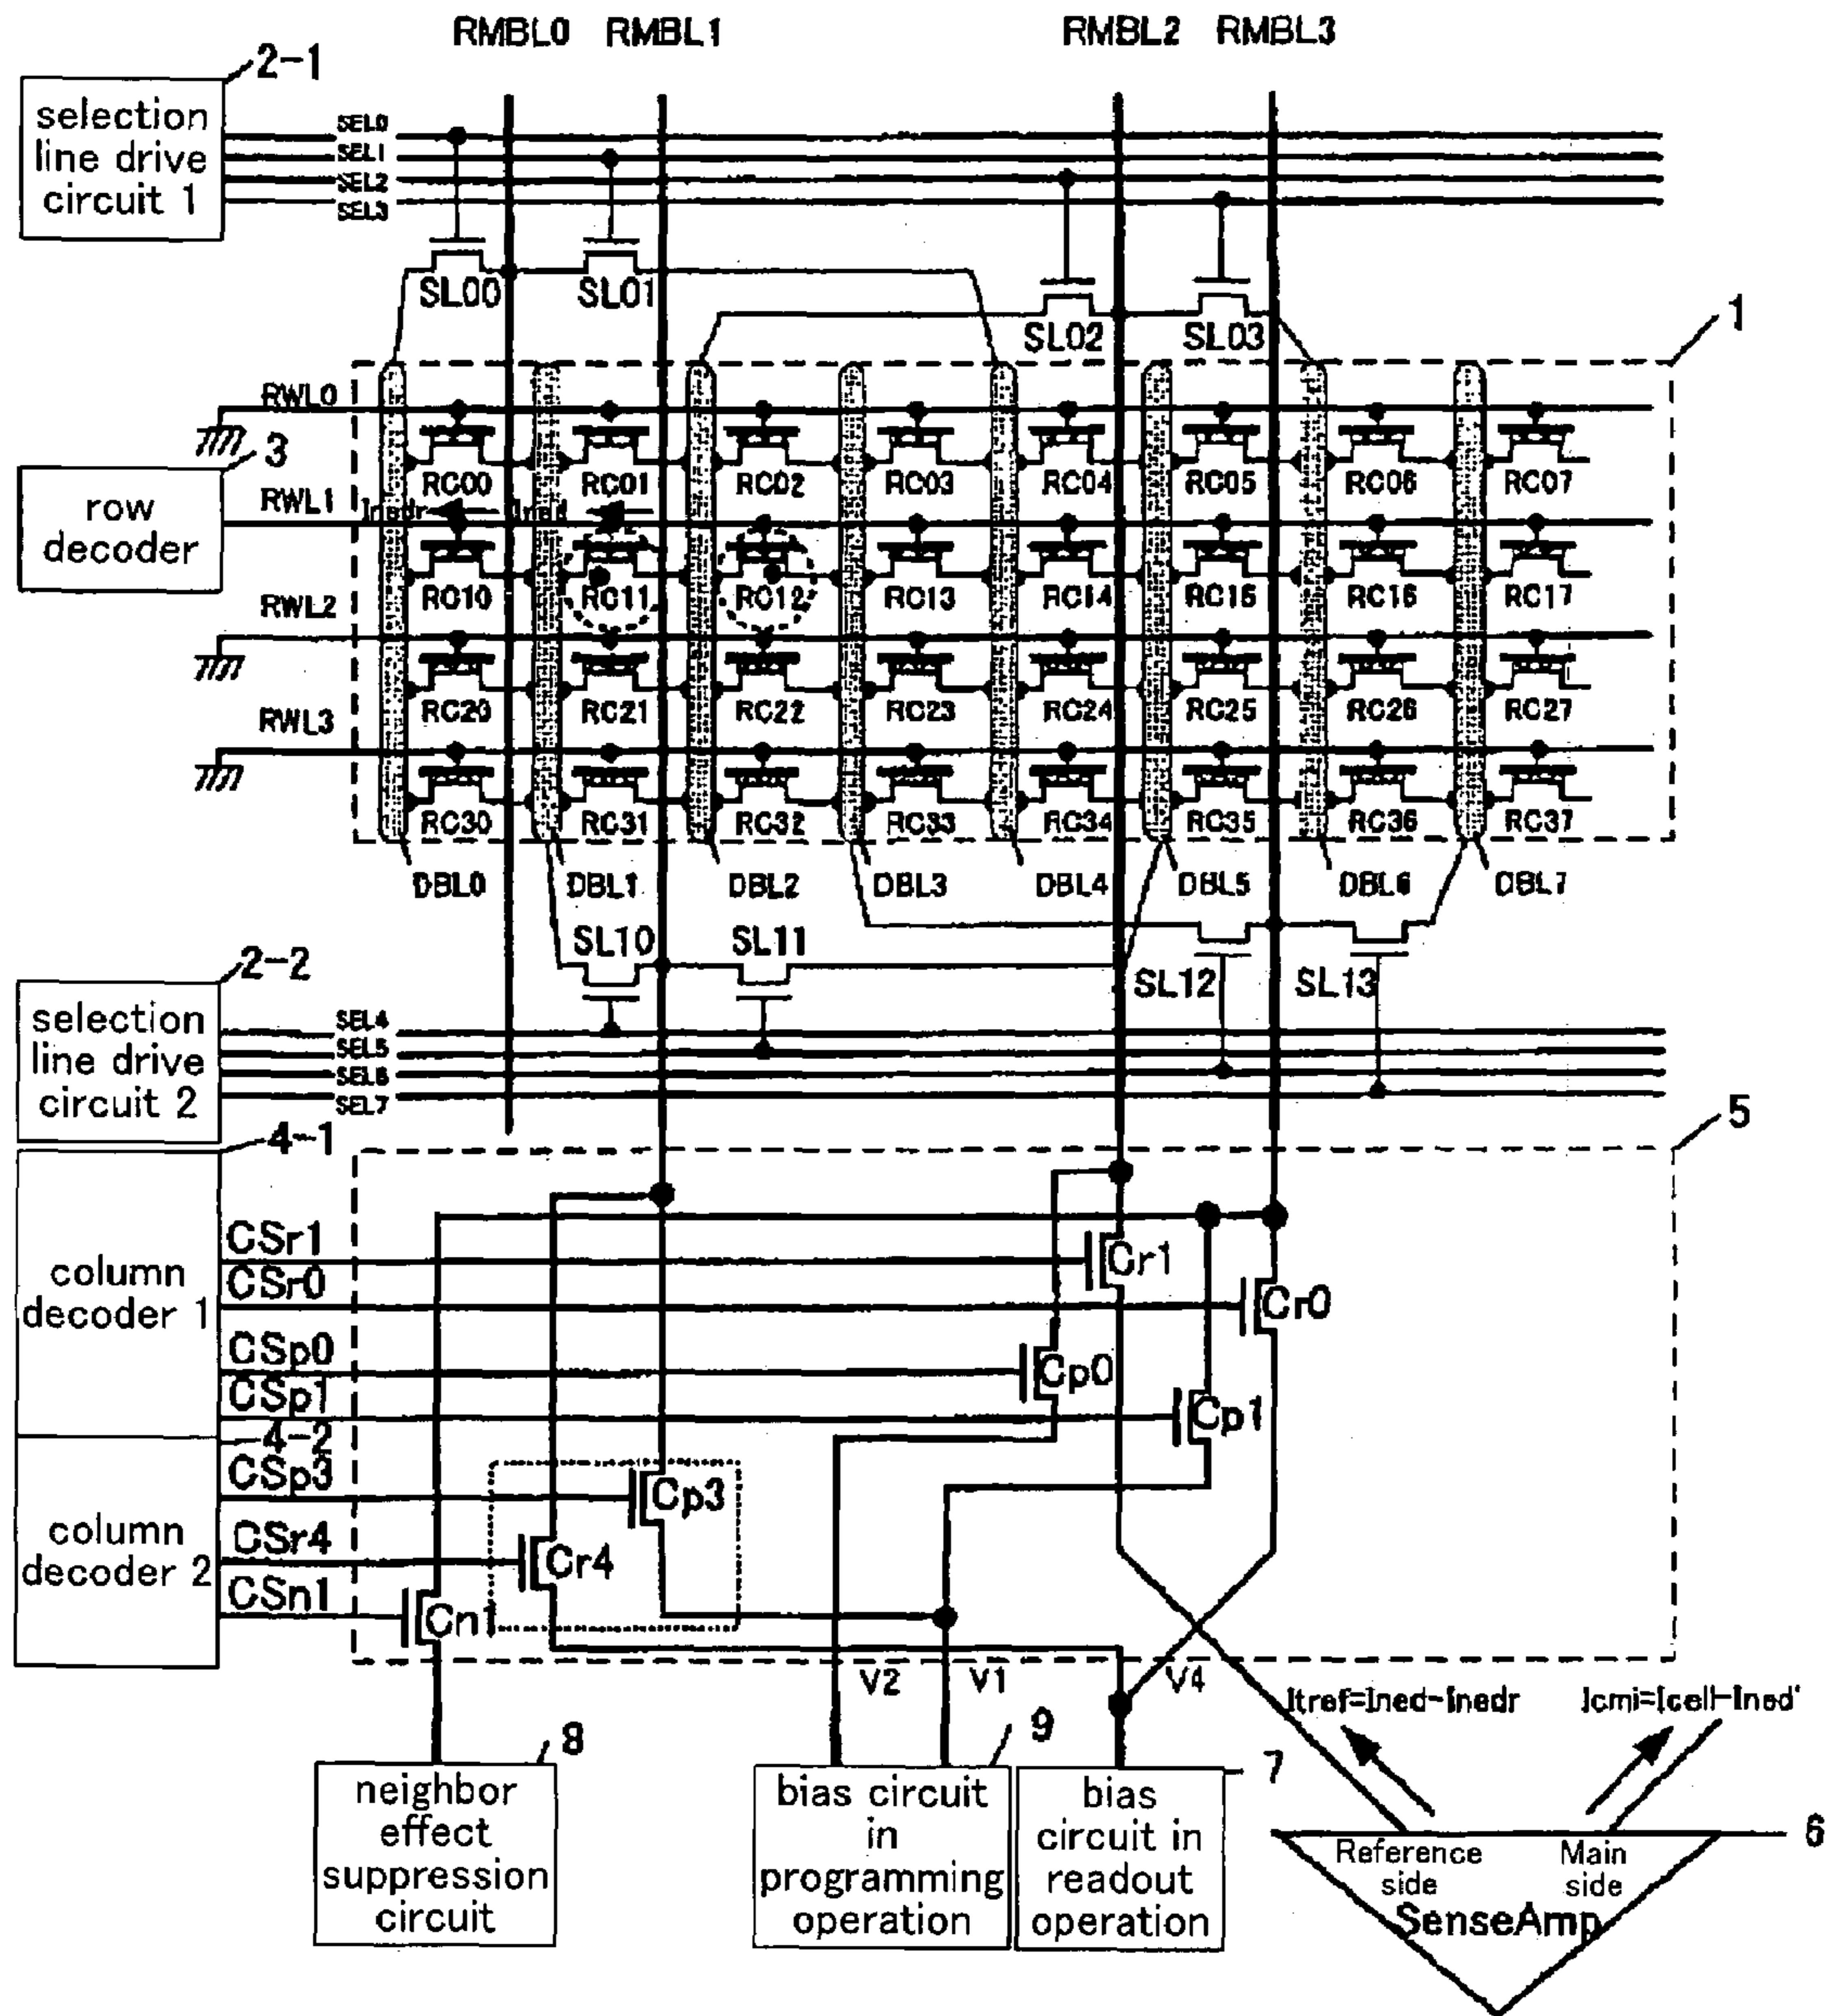 RMBL0 RMBL1 RMBL2 RMBL3
2-1
selection
line drive
circuit 1
SEL0
SEL1
SEL2
SEL3
SL00 SL01 SL02 SL03
1
RWL0
RC00 RC01 RC02 RC03 RC04 RC05 RC06 RC07
3
row
decoder
RWL1 Inedr Ined
RC10 RC11 RC12 RC13 RC14 RC15 RC16 RC17
RWL2
RC20 RC21 RC22 RC23 RC24 RC25 RC26 RC27
RWL3
RC30 RC31 RC32 RC33 RC34 RC35 RC36 RC37
DBL0 DBL1 DBL2 DBL3 DBL4 DBL5 DBL6 DBL7
SL10 SL11 SL12 SL13
2-2
selection
line drive
circuit 2
SEL4
SEL5
SEL6
SEL7
4-1
5
column
decoder 1
CSr1
CSr0
CSp0
CSp1
Cr1
Cr0
Cp0
Cp1
4-2
column
decoder 2
CSp3
CSr4
CSn1
Cp3
Cr4
Cn1
V2 V1 V4
Itref=Ined-Inedr Icmi=Icell-Ined'
8
neighbor
effect
suppression
circuit
9
bias circuit
in
programming
operation
7
bias
circuit in
readout
operation
6
Reference
side
Main
side
SenseAmp